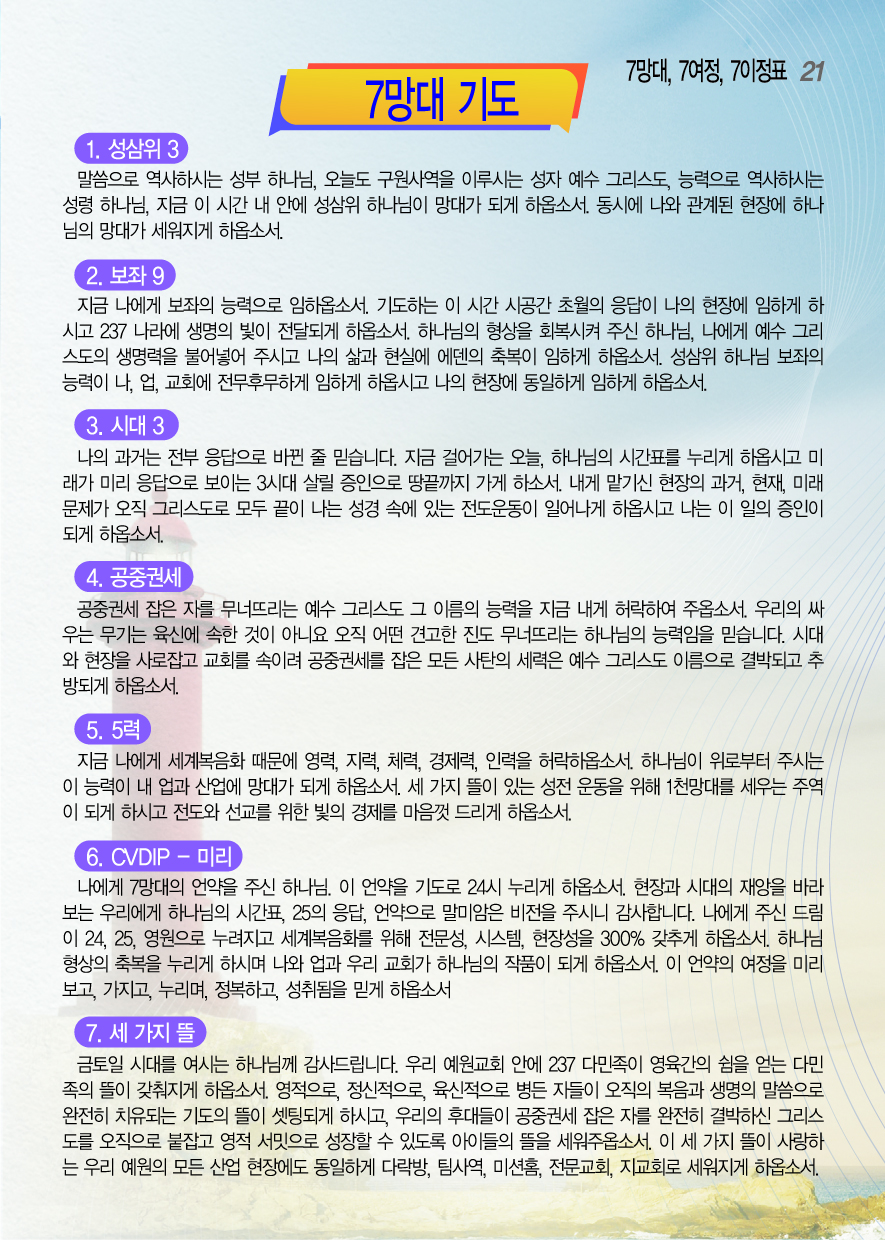 7망대, 7여정, 7이정표 21
7망대 기도
1. 성삼위 3
말씀으로 역사하시는 성부 하나님, 오늘도 구원사역을 이루시는 성자 예수 그리스도, 능력으로 역사하시는
성령 하나님, 지금 이 시간 내 안에 성삼위 하나님이 망대가 되게 하옵소서. 동시에 나와 관계된 현장에 하나
님의 망대가 세워지게 하옵소서.
2. 보좌 9
지금 나에게 보좌의 능력으로 임하옵소서. 기도하는 이 시간 시공간 초월의 응답이 나의 현장에 임하게 하
시고 237 나라에 생명의 빛이 전달되게 하옵소서. 하나님의 형상을 회복시켜 주신 하나님, 나에게 예수 그리
스도의 생명력을 불어넣어 주시고 나의 삶과 현실에 에덴의 축복이 임하게 하옵소서. 성삼위 하나님 보좌의
능력이 나, 업, 교회에 전무후무하게 임하게 하옵시고 나의 현장에 동일하게 임하게 하옵소서.
3. 시대 3
나의 과거는 전부 응답으로 바뀐 줄 믿습니다. 지금 걸어가는 오늘, 하나님의 시간표를 누리게 하옵시고 미
래가 미리 응답으로 보이는 3시대 살릴 증인으로 땅끝까지 가게 하소서. 내게 맡기신 현장의 과거, 현재, 미래
문제가 오직 그리스도로 모두 끝이 나는 성경 속에 있는 전도운동이 일어나게 하옵시고 나는 이 일의 증인이
되게 하옵소서.
4. 공중권세
공중권세 잡은 자를 무너뜨리는 예수 그리스도 그 이름의 능력을 지금 내게 허락하여 주옵소서. 우리의 싸
우는 무기는 육신에 속한 것이 아니요 오직 어떤 견고한 진도 무너뜨리는 하나님의 능력임을 믿습니다. 시대
와 현장을 사로잡고 교회를 속이려 공중권세를 잡은 모든 사탄의 세력은 예수 그리스도 이름으로 결박되고 추
방되게 하옵소서.
5. 5력
지금 나에게 세계복음화 때문에 영력, 지력, 체력, 경제력, 인력을 허락하옵소서. 하나님이 위로부터 주시는
이 능력이 내 업과 산업에 망대가 되게 하옵소서. 세 가지 뜰이 있는 성전 운동을 위해 1천망대를 세우는 주역
이 되게 하시고 전도와 선교를 위한 빛의 경제를 마음껏 드리게 하옵소서.
6. CVDIP - 미리
나에게 7망대의 언약을 주신 하나님. 이 언약을 기도로 24시 누리게 하옵소서. 현장과 시대의 재앙을 바라
보는 우리에게 하나님의 시간표, 25의 응답, 언약으로 말미암은 비전을 주시니 감사합니다. 나에게 주신 드림
이 24, 25, 영원으로 누려지고 세계복음화를 위해 전문성, 시스템, 현장성을 300% 갖추게 하옵소서. 하나님
형상의 축복을 누리게 하시며 나와 업과 우리 교회가 하나님의 작품이 되게 하옵소서. 이 언약의 여정을 미리
보고, 가지고, 누리며, 정복하고, 성취됨을 믿게 하옵소서
7. 세 가지 뜰
금토일 시대를 여시는 하나님께 감사드립니다. 우리 예원교회 안에 237 다민족이 영육간의 쉼을 얻는 다민
족의 뜰이 갖춰지게 하옵소서. 영적으로, 정신적으로, 육신적으로 병든 자들이 오직의 복음과 생명의 말씀으로
완전히 치유되는 기도의 뜰이 셋팅되게 하시고, 우리의 후대들이 공중권세 잡은 자를 완전히 결박하신 그리스
도를 오직으로 붙잡고 영적 서밋으로 성장할 수 있도록 아이들의 뜰을 세워주옵소서. 이 세 가지 뜰이 사랑하
는 우리 예원의 모든 산업 현장에도 동일하게 다락방, 팀사역, 미션홈, 전문교회, 지교회로 세워지게 하옵소서.